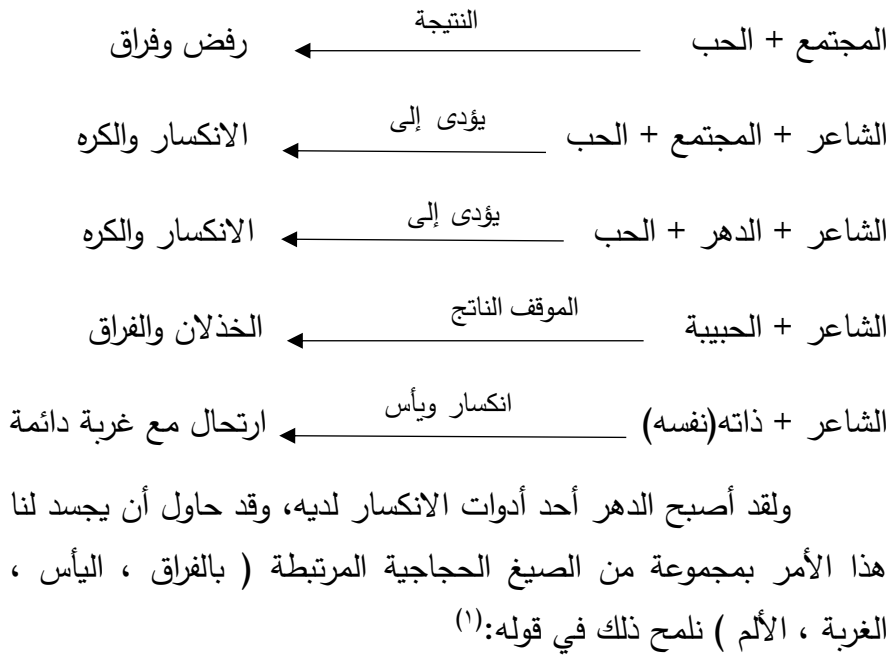 المجتمع + الحب النتيجة رفض وفراق
الشاعر + المجتمع + الحب يؤدى إلى الانكسار والكره
الشاعر + الدهر + الحب يؤدى إلى الانكسار والكره
الشاعر + الحبيبة الموقف الناتج الخذلان والفراق
الشاعر + ذاته(نفسه) انكسار ويأس ارتحال مع غربة دائمة
ولقد أصبح الدهر أحد أدوات الانكسار لديه، وقد حاول أن يجسد لنا
هذا الأمر بمجموعة من الصيغ الحجاجية المرتبطة ( بالفراق ، اليأس ،
الغربة ، الألم ) نلمح ذلك في قوله:(١)